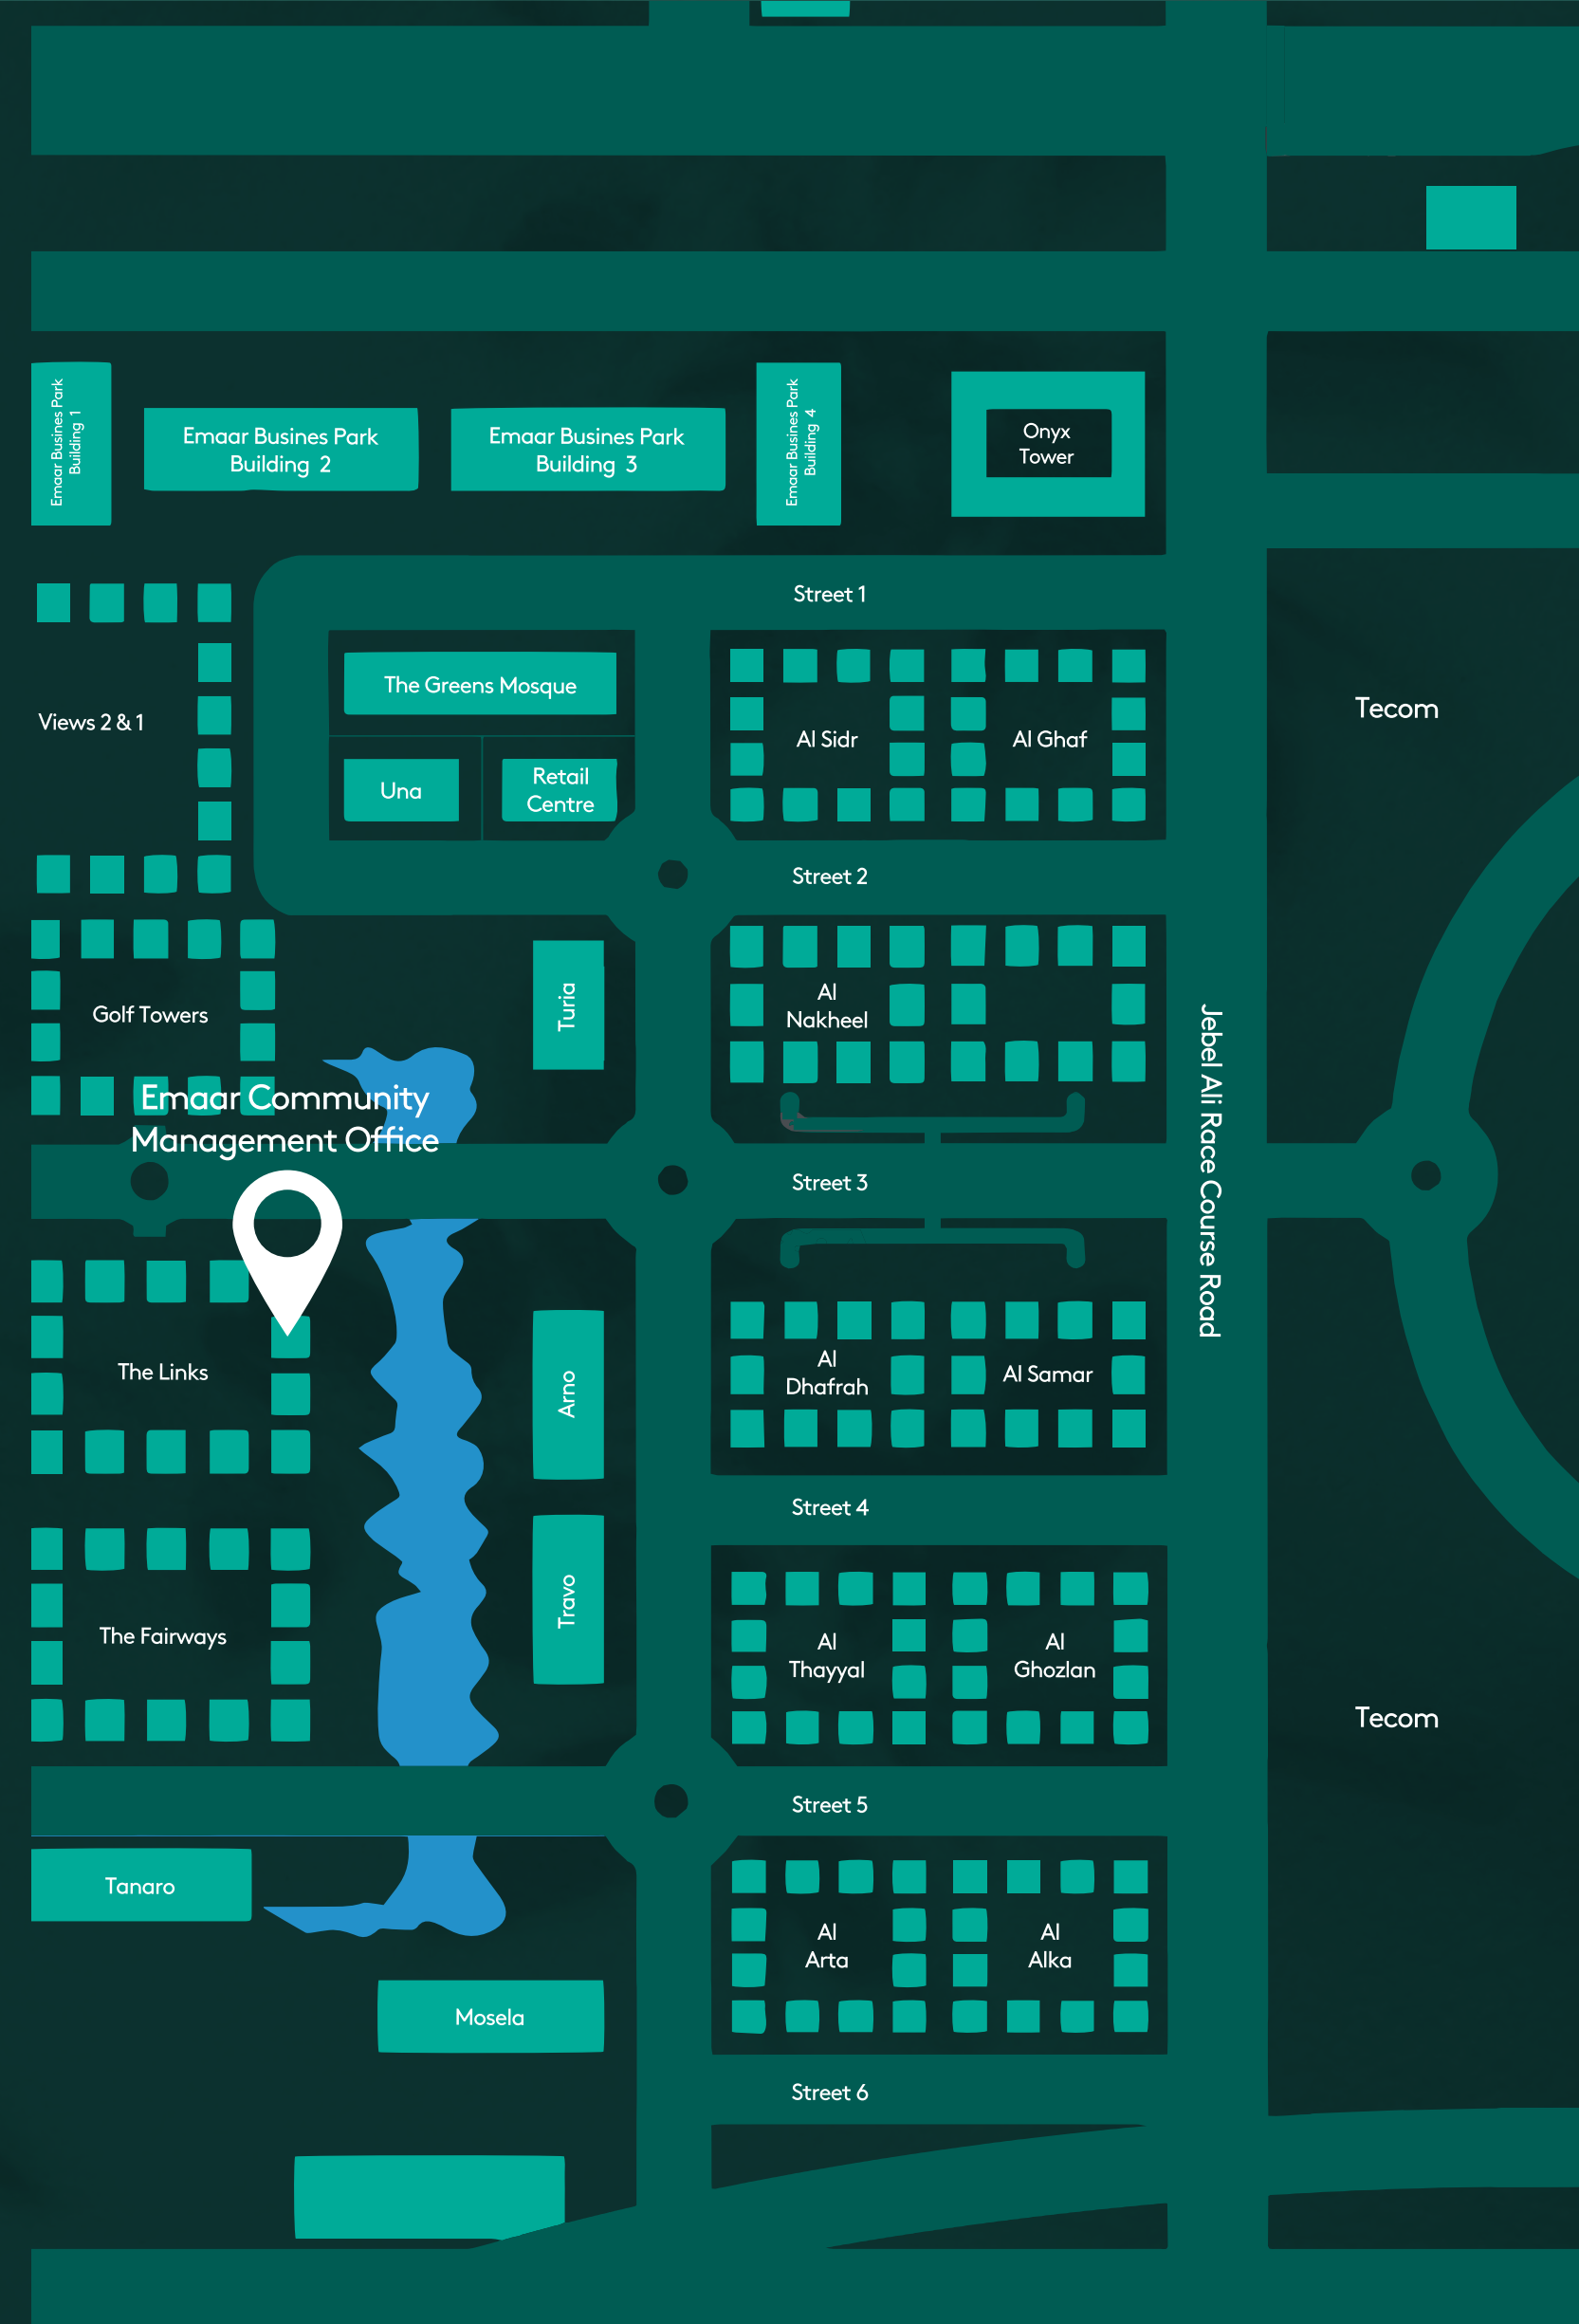 Emaar Busines Park
Building 1
Emaar Busines Park
Building 2
Emaar Busines Park
Building 3
Emaar Busines Park
Building 4
Onyx
Tower
Street 1
The Greens Mosque
Views 2 & 1
Al Sidr
Al Ghaf
Tecom
Una
Retail
Centre
Street 2
Golf Towers
Turia
Al
Nakheel
Emaar Community
Management Office
Street 3
Jebel Ali Race Course Road
The Links
Arno
Al
Dhafrah
Al Samar
Street 4
The Fairways
Travo
Al
Thayyal
Al
Ghozlan
Tecom
Street 5
Tanaro
Al
Arta
Al
Alka
Mosela
Street 6